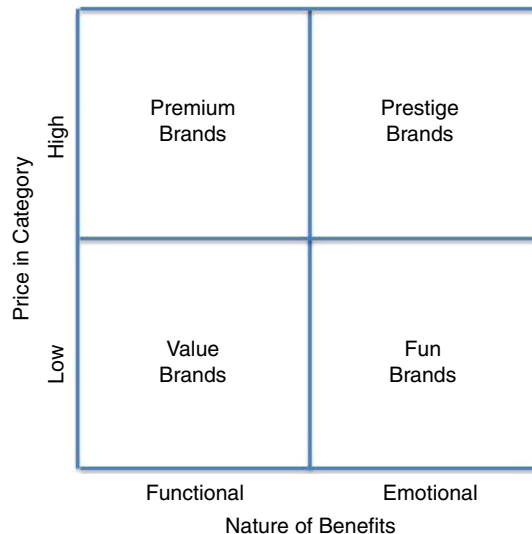 Price in Category
High
Low
Premium
Brands
Prestige
Brands
Value
Brands
Fun
Brands
Functional
Emotional
Nature of Benefits